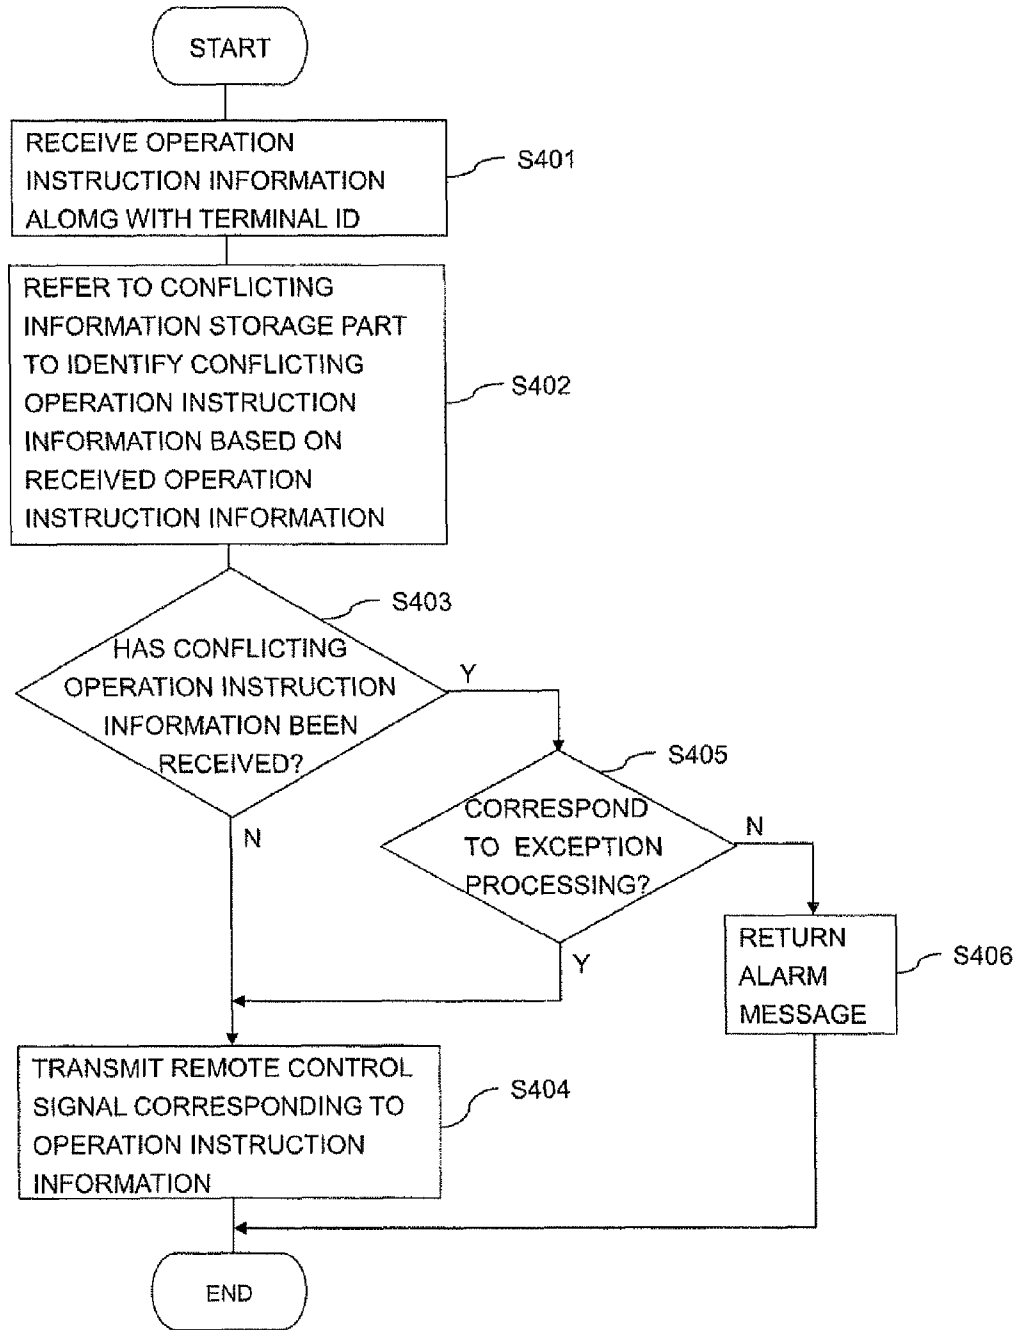 START
RECEIVE OPERATION
INSTRUCTION INFORMATION
ALOMG WITH TERMINAL ID
S401
REFER TO CONFLICTING
INFORMATION STORAGE PART
TO IDENTIFY CONFLICTING
OPERATION INSTRUCTION
INFORMATION BASED ON
RECEIVED OPERATION
INSTRUCTION INFORMATION
S402
S403
HAS CONFLICTING
OPERATION INSTRUCTION
INFORMATION BEEN
RECEIVED?
Y
N
S405
CORRESPOND
TO EXCEPTION
PROCESSING?
N
Y
RETURN
ALARM
MESSAGE
S406
TRANSMIT REMOTE CONTROL
SIGNAL CORRESPONDING TO
OPERATION INSTRUCTION
INFORMATION
S404
END